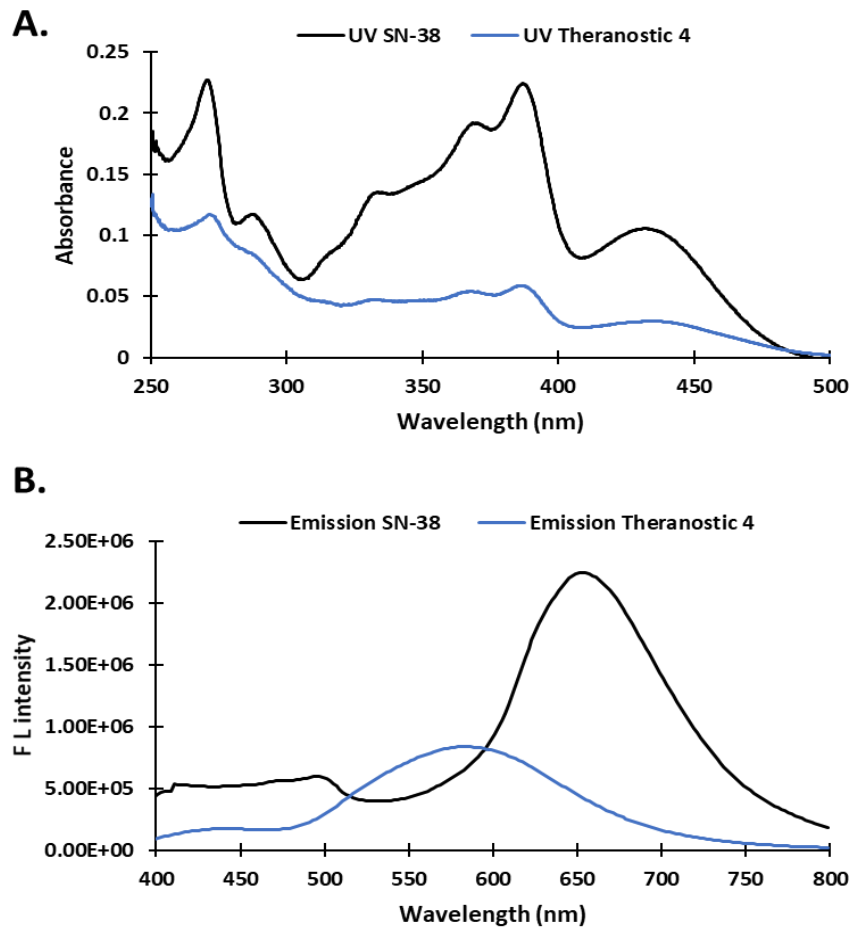 A.
UV SN-38 UV Theranostic 4
0.25
0.2
0.15
0.1
0.05
0
Absorbance
250 300 350 400 450 500
Wavelength (nm)
B.
Emission SN-38 Emission Theranostic 4
2.50E+06
2.00E+06
1.50E+06
1.00E+06
5.00E+05
0.00E+00
F L intensity
400 450 500 550 600 650 700 750 800
Wavelength (nm)